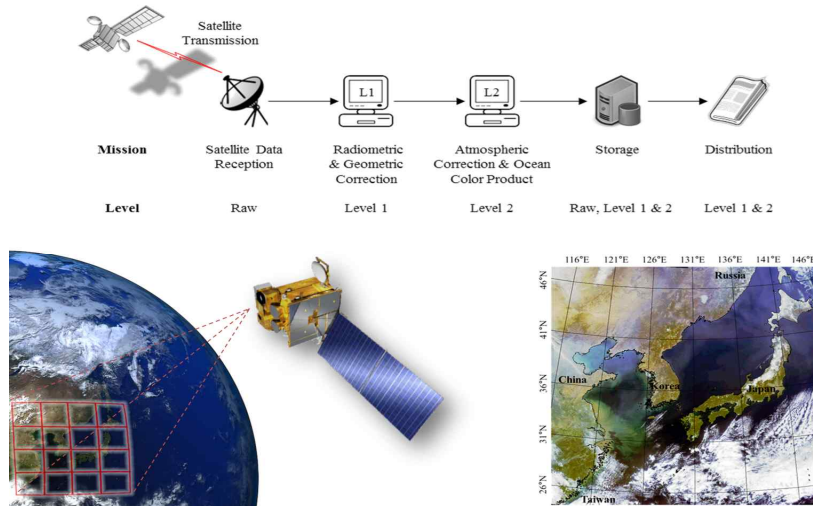 Satellite
Transmission
L1
L2
Mission
Satellite Data
Reception
Radiometric
& Geometric
Correction
Atmospheric
Correction & Ocean
Color Product
Storage
Distribution
Level
Raw
Level 1
Level 2
Raw, Level 1 & 2
Level 1 & 2
116°E 121°E 126°E 131°E 136°E 141°E 146°E
46°N
41°N
36°N
31°N
26°N
Russia
China
Korea
Japan
Taiwan